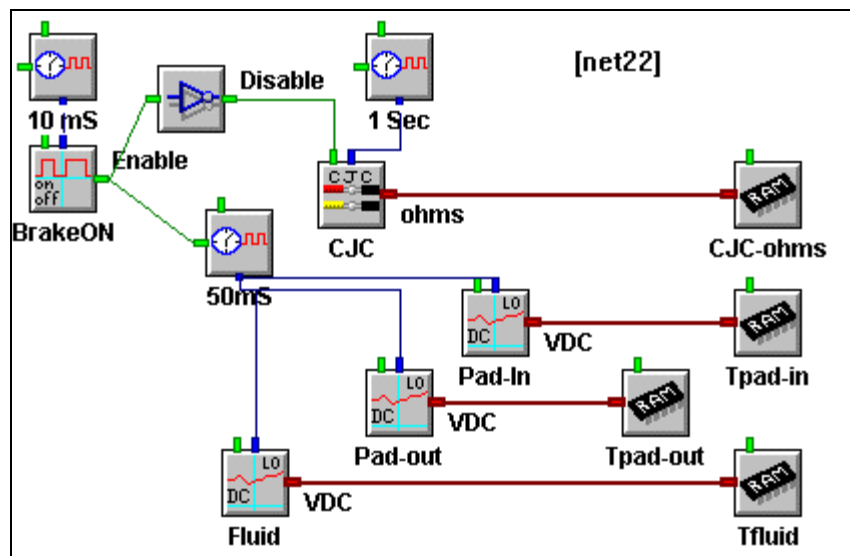 [net22]
Disable
10 mS
1 Sec
Enable
CJC
on
off
BrakeON
ohms
CJC
RAM
CJC-ohms
50mS
LO
DC
VDC
Pad-In
RAM
Tpad-in
LO
DC
VDC
Pad-out
RAM
Tpad-out
LO
DC
VDC
Fluid
RAM
Tfluid